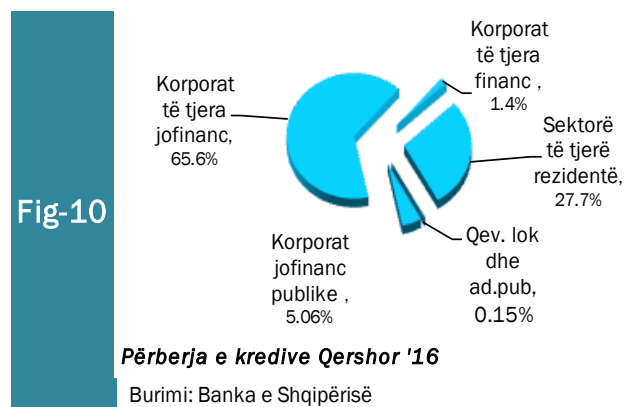 Fig-10
Korporat
të tjera
jofinanc,
65.6%
Korporat
të tjera
financ ,
1.4%
Sektorë
të tjerë
rezidentë,
27.7%
Qev. lok
dhe
ad.pub,
0.15%
Korporat
jofinanc
publike ,
5.06%
Përberja e kredive Qershor '16
Burimi: Banka e Shqipërisë